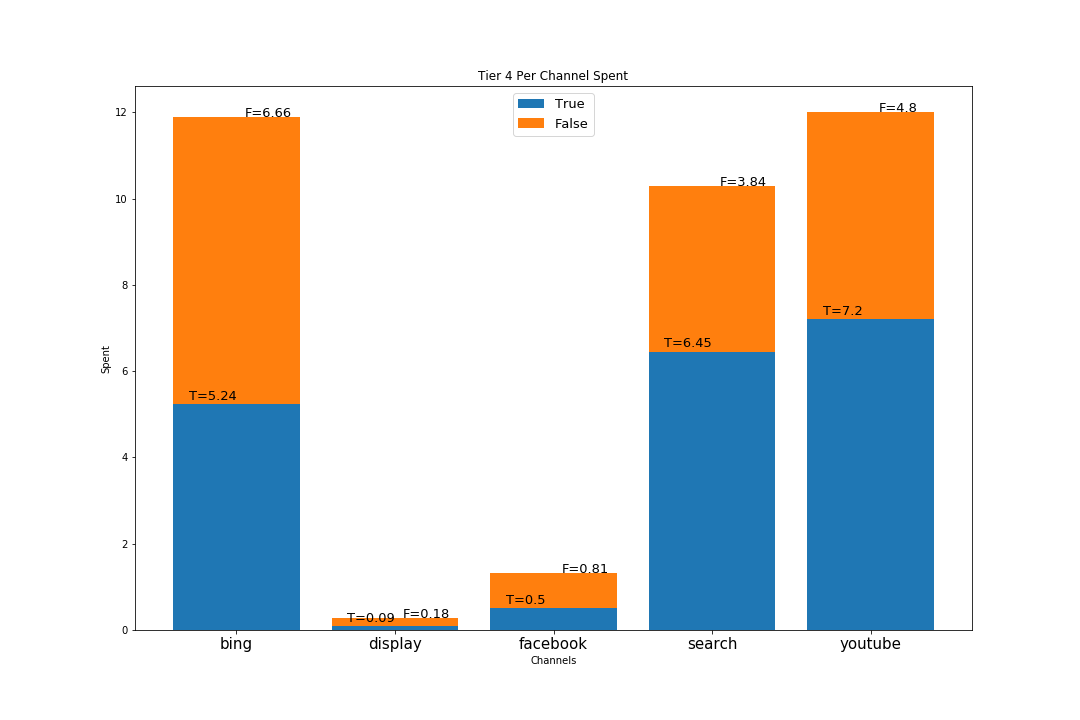 Tier 4 Per Channel Spent
True
False
12
10
8
6
4
2
0
Spent
F=6.66
T=5.24
T=0.09
F=0.18
F=0.81
T=0.5
F=3.84
T=6.45
F=4.8
T=7.2
bing
display
facebook
search
youtube
Channels